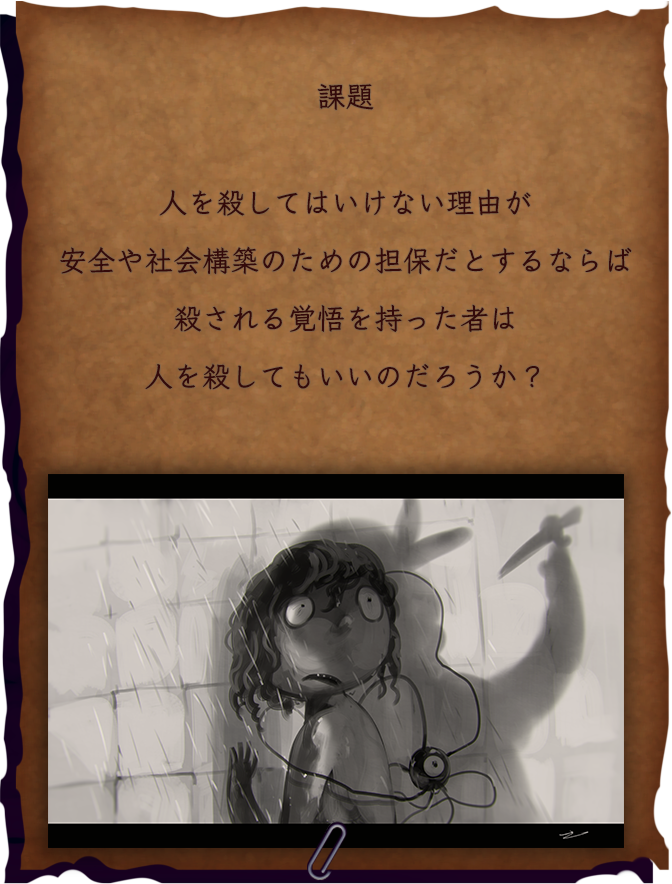 課題
人を殺してはいけない理由が
安全や社会構築のための担保だとするならば
殺される覚悟を持った者は
人を殺してもいいのだろうか？